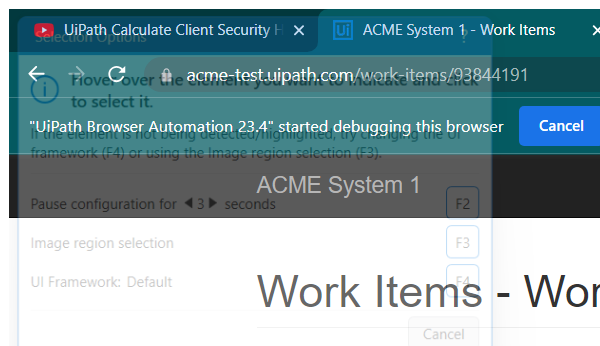 UiPath Calculate Client Security H
ACME System 1 - Work Items
Selection Options
?
acme-test.uipath.com/work-items/93844191
Hover over the element you want to indicate and click
to select it.
"UiPath Browser Automation 23.4" started debugging this browser
Cancel
If the element is not being detected/highlighted, try changing the UI
framework (F4) or using the Image region selection (F3).
ACME System 1
Pause configuration for 3 seconds
F2
Image region selection
F3
UI Framework: Default
F4
Work Items - Wor
Cancel